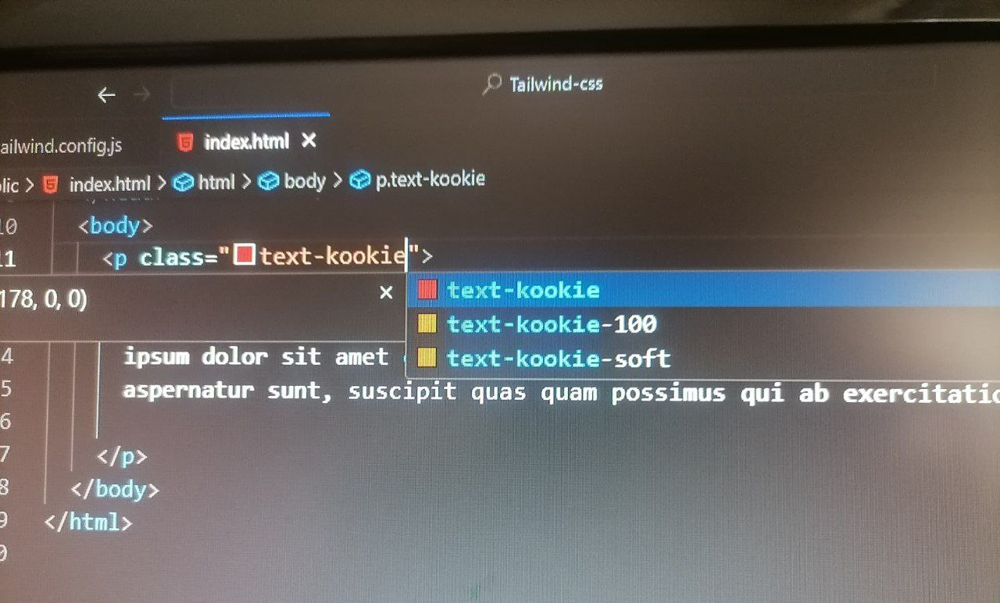 ← → Tailwind-css
ailwind.config.js index.html ×
lic > index.html > html > body > p.text-kookie
10 <body>
11 <p class="text-kookie">
178, 0, 0) ×
text-kookie
text-kookie-100
text-kookie-soft
4 ipsum dolor sit amet
5 aspernatur sunt, suscipit quas quam possimus qui ab exercitatio
6
7 </p>
8 </body>
9 </html>
0